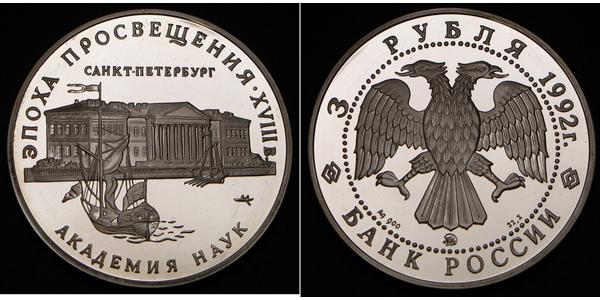 ЭПОХА ПРОСВЕЩЕНИЯ · XVIII В.
САНКТ-ПЕТЕРБУРГ
АКАДЕМИЯ НАУК
3 РУБЛЯ 1992г.
Ag 900
БАНК РОССИИ